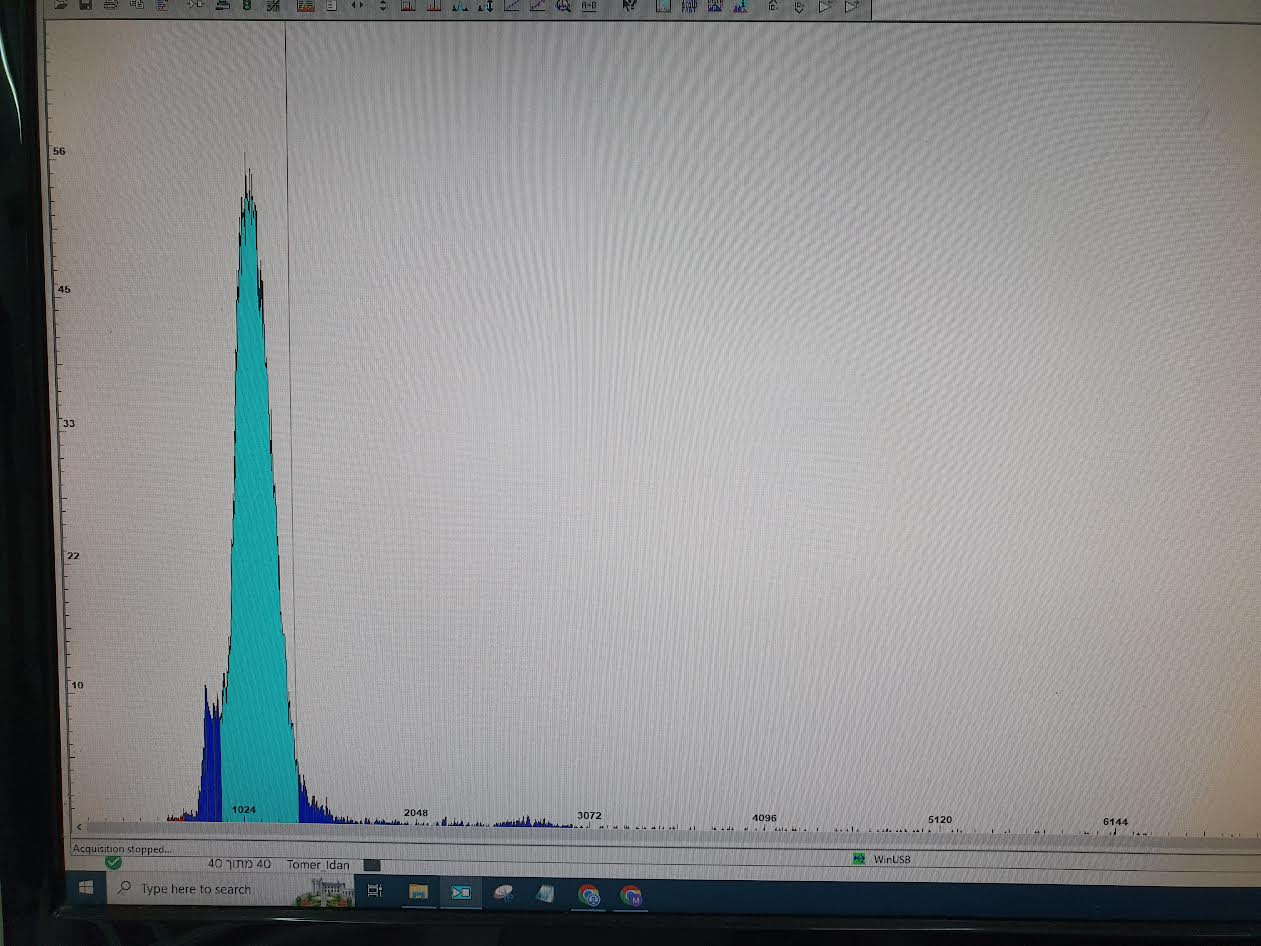 56
45
33
22
10
1024 2048 3072 4096 5120 6144
Acquisition stopped...
40 מתוך 40 Tomer_Idan WinUSB
Type here to search